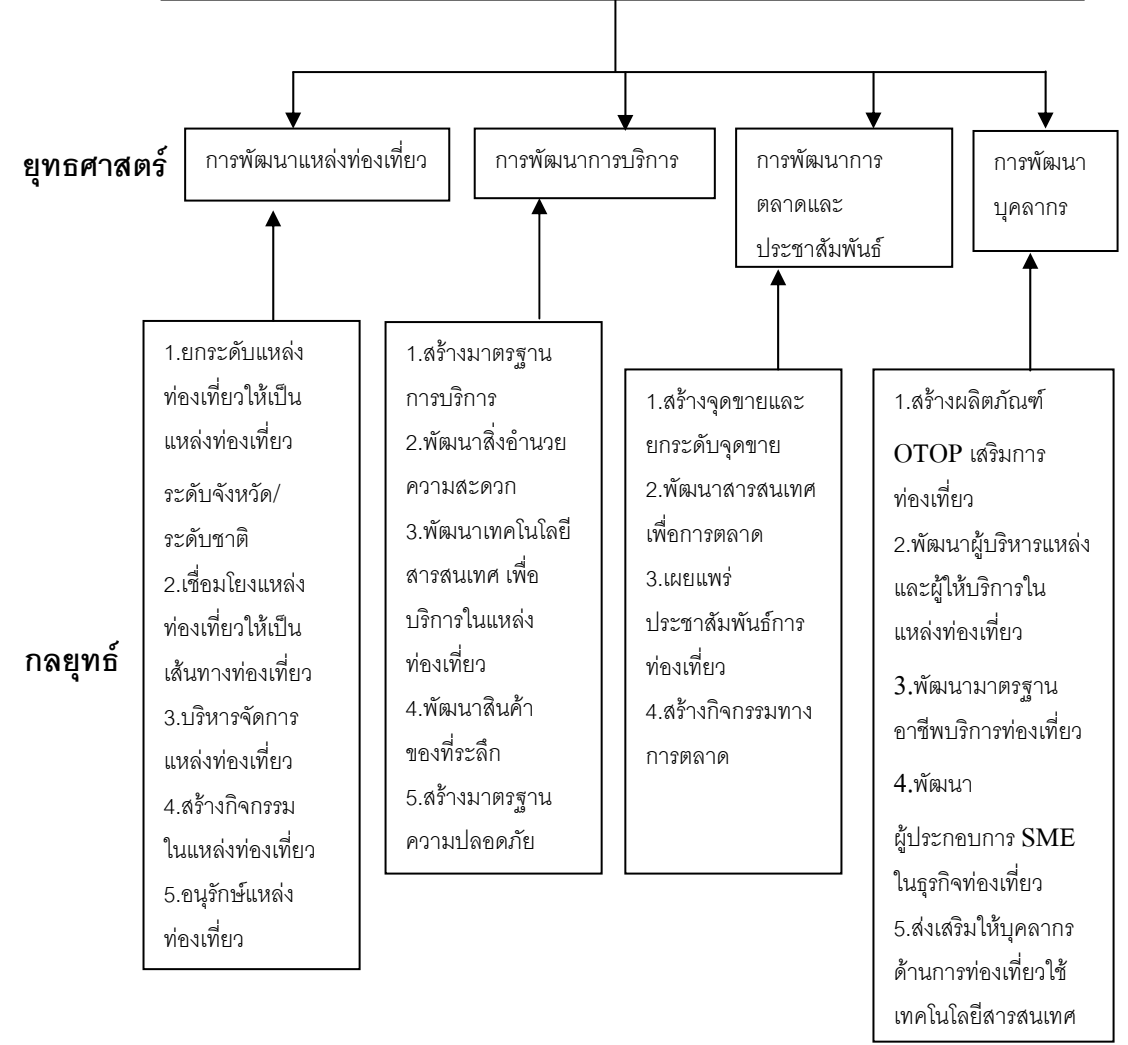 ยุทธศาสตร์
การพัฒนาแหล่งท่องเที่ยว
การพัฒนาการบริการ
การพัฒนาการ
ตลาดและ
ประชาสัมพันธ์
การพัฒนา
บุคลากร
กลยุทธ์
1.ยกระดับแหล่ง
ท่องเที่ยวให้เป็น
แหล่งท่องเที่ยว
ระดับจังหวัด/
ระดับชาติ
2.เชื่อมโยงแหล่ง
ท่องเที่ยวให้เป็น
เส้นทางท่องเที่ยว
3.บริหารจัดการ
แหล่งท่องเที่ยว
4.สร้างกิจกรรม
ในแหล่งท่องเที่ยว
5.อนุรักษ์แหล่ง
ท่องเที่ยว
1.สร้างมาตรฐาน
การบริการ
2.พัฒนาสิ่งอำนวย
ความสะดวก
3.พัฒนาเทคโนโลยี
สารสนเทศ เพื่อ
บริการในแหล่ง
ท่องเที่ยว
4.พัฒนาสินค้า
ของที่ระลึก
5.สร้างมาตรฐาน
ความปลอดภัย
1.สร้างจุดขายและ
ยกระดับจุดขาย
2.พัฒนาสารสนเทศ
เพื่อการตลาด
3.เผยแพร่
ประชาสัมพันธ์การ
ท่องเที่ยว
4.สร้างกิจกรรมทาง
การตลาด
1.สร้างผลิตภัณฑ์
OTOP เสริมการ
ท่องเที่ยว
2.พัฒนาผู้บริหารแหล่ง
และผู้ให้บริการใน
แหล่งท่องเที่ยว
3.พัฒนามาตรฐาน
อาชีพบริการท่องเที่ยว
4.พัฒนา
ผู้ประกอบการ SME
ในธุรกิจท่องเที่ยว
5.ส่งเสริมให้บุคลากร
ด้านการท่องเที่ยวใช้
เทคโนโลยีสารสนเทศ